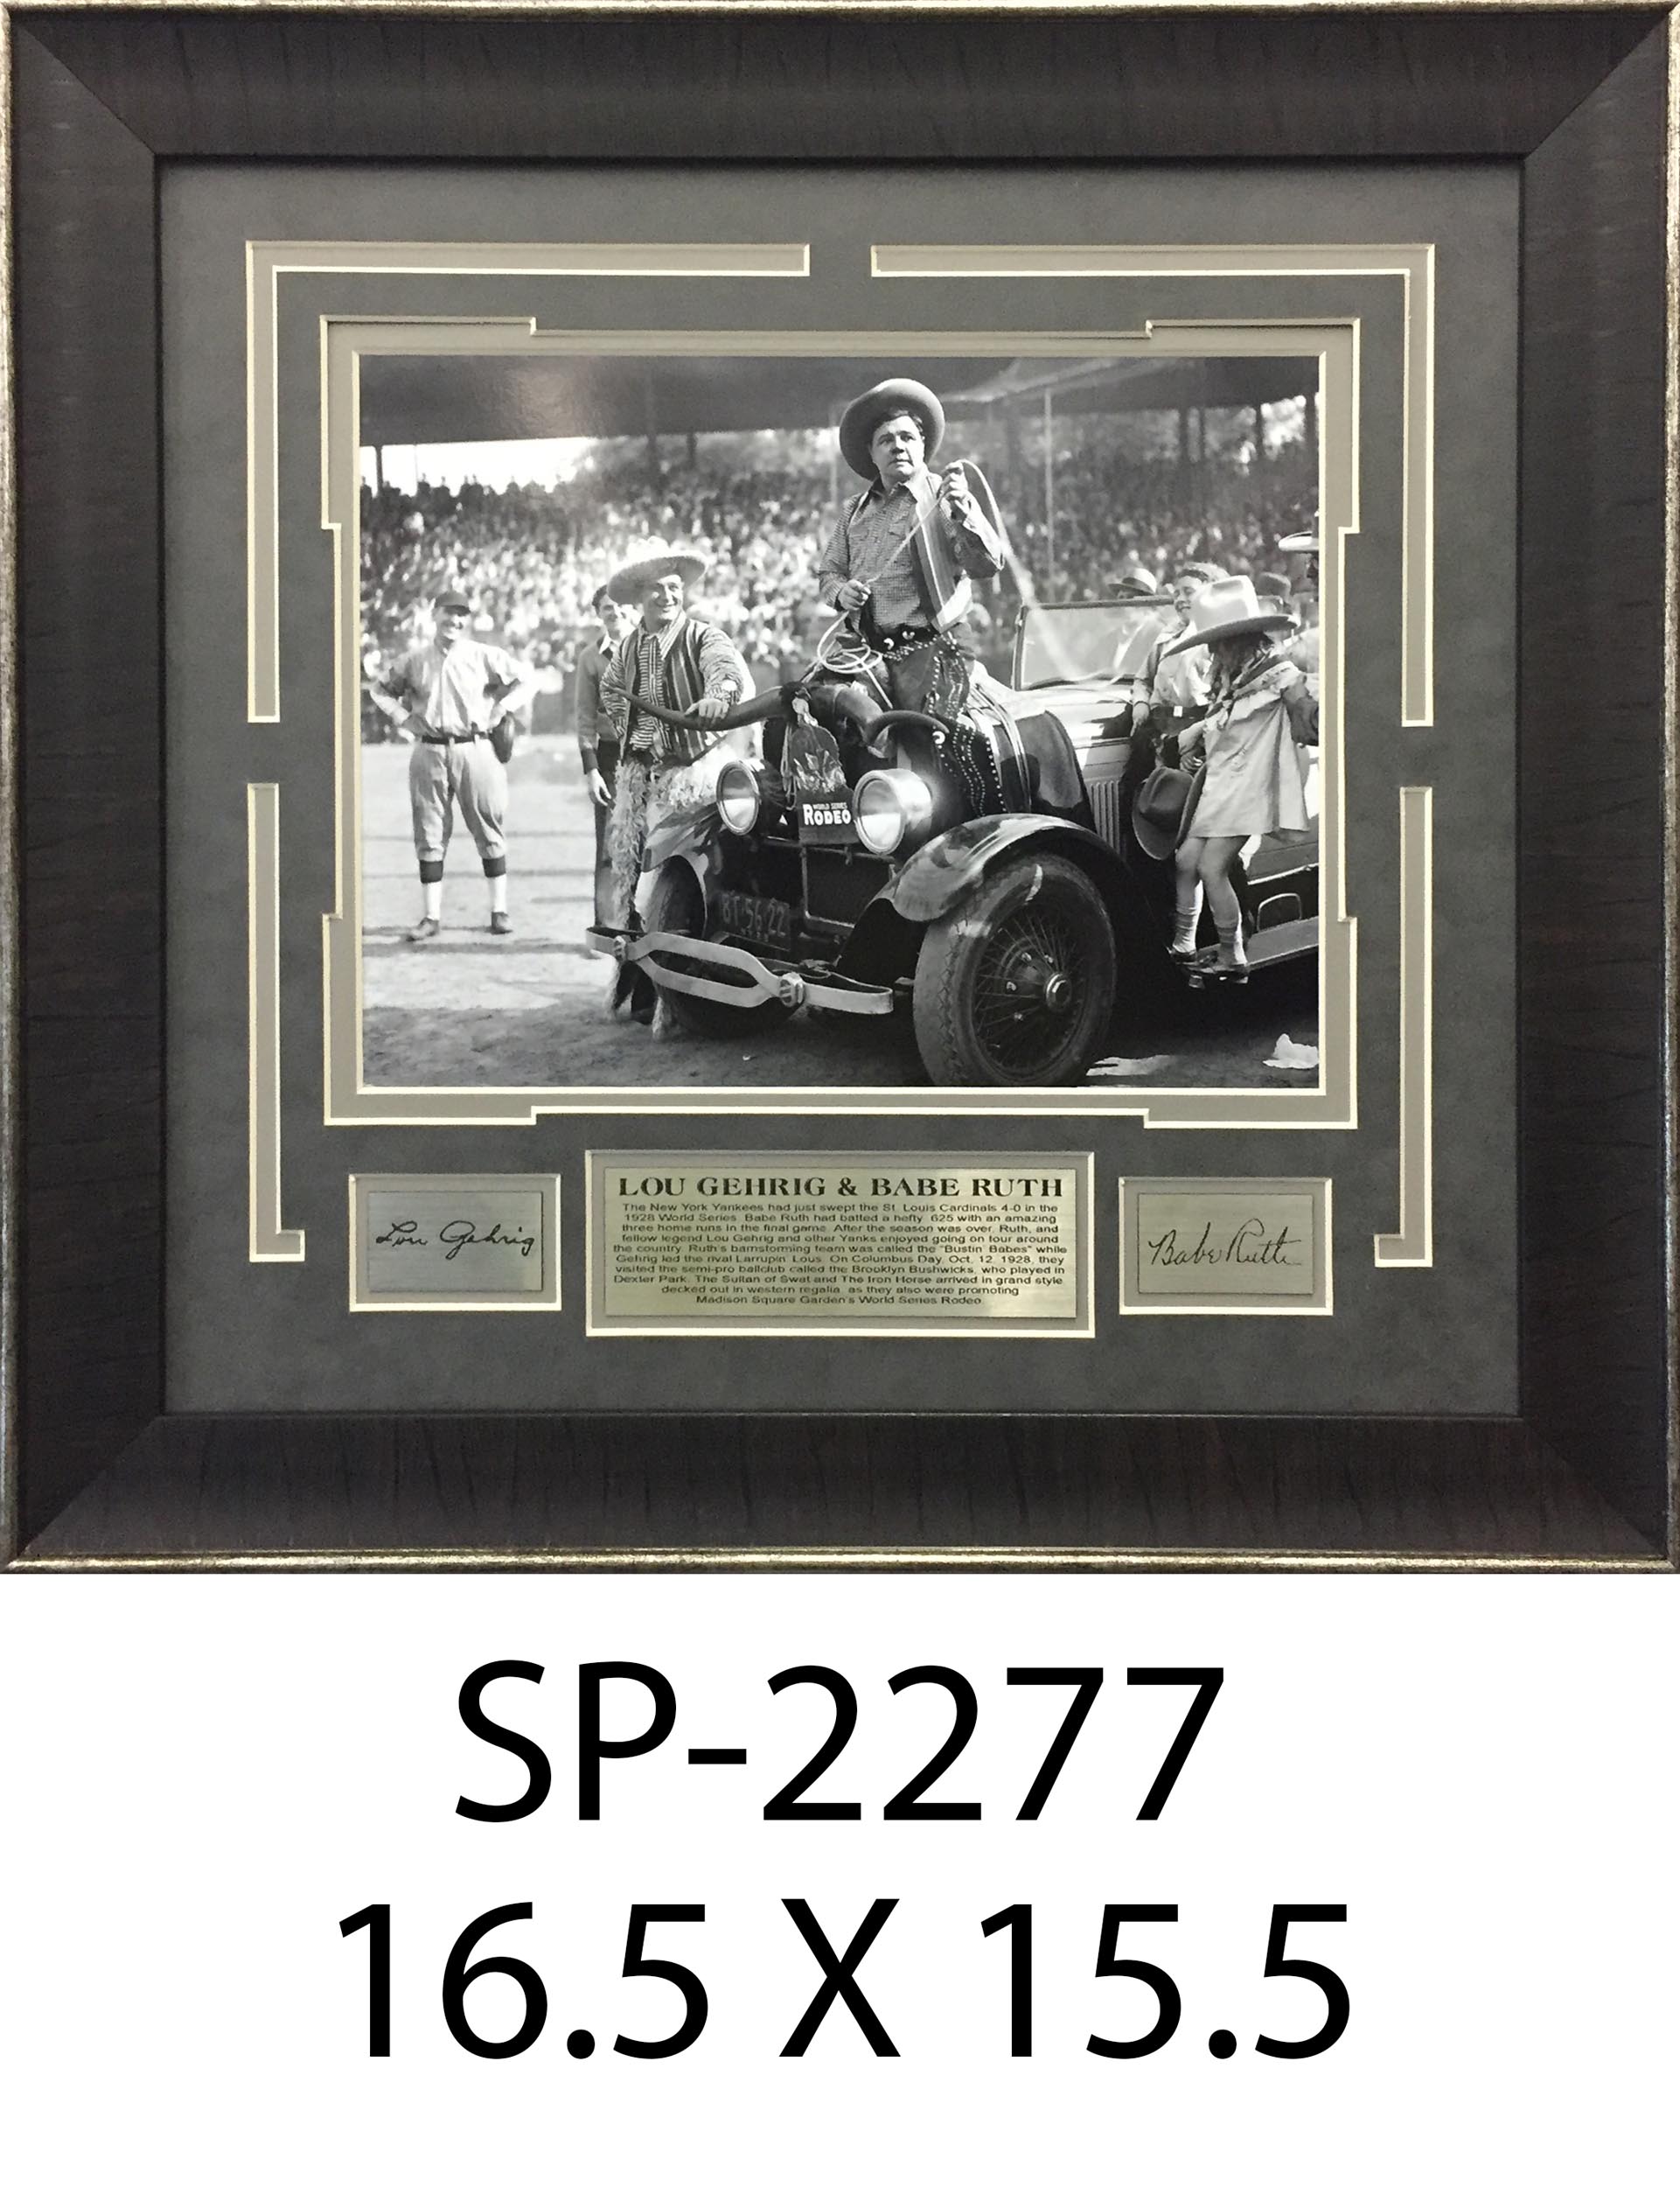 WORLD SERIES
RODEO
8T-56-22
Lou Gehrig
LOU GEHRIG & BABE RUTH
The New York Yankees had just swept the St. Louis Cardinals 4-0 in the
1928 World Series. Babe Ruth had batted a hefty .625 with an amazing
three home runs in the final game. After the season was over, Ruth, and
fellow legend Lou Gehrig and other Yanks enjoyed going on tour around
the country. Ruth's barnstorming team was called the "Bustin' Babes" while
Gehrig led the rival Larrupin' Lous. On Columbus Day, Oct. 12, 1928, they
visited the semi-pro ballclub called the Brooklyn Bushwicks, who played in
Dexter Park. The Sultan of Swat and The Iron Horse arrived in grand style,
decked out in western regalia, as they also were promoting
Madison Square Garden's World Series Rodeo.
Babe Ruth
SP-2277
16.5 X 15.5